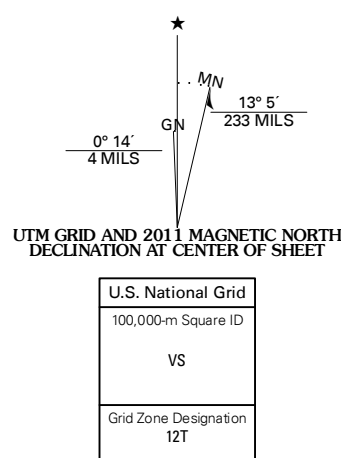 MN
13° 5´
233 MILS
GN
0° 14´
4 MILS
UTM GRID AND 2011 MAGNETIC NORTH
DECLINATION AT CENTER OF SHEET
U.S. National Grid
100,000-m Square ID
VS
Grid Zone Designation
12T